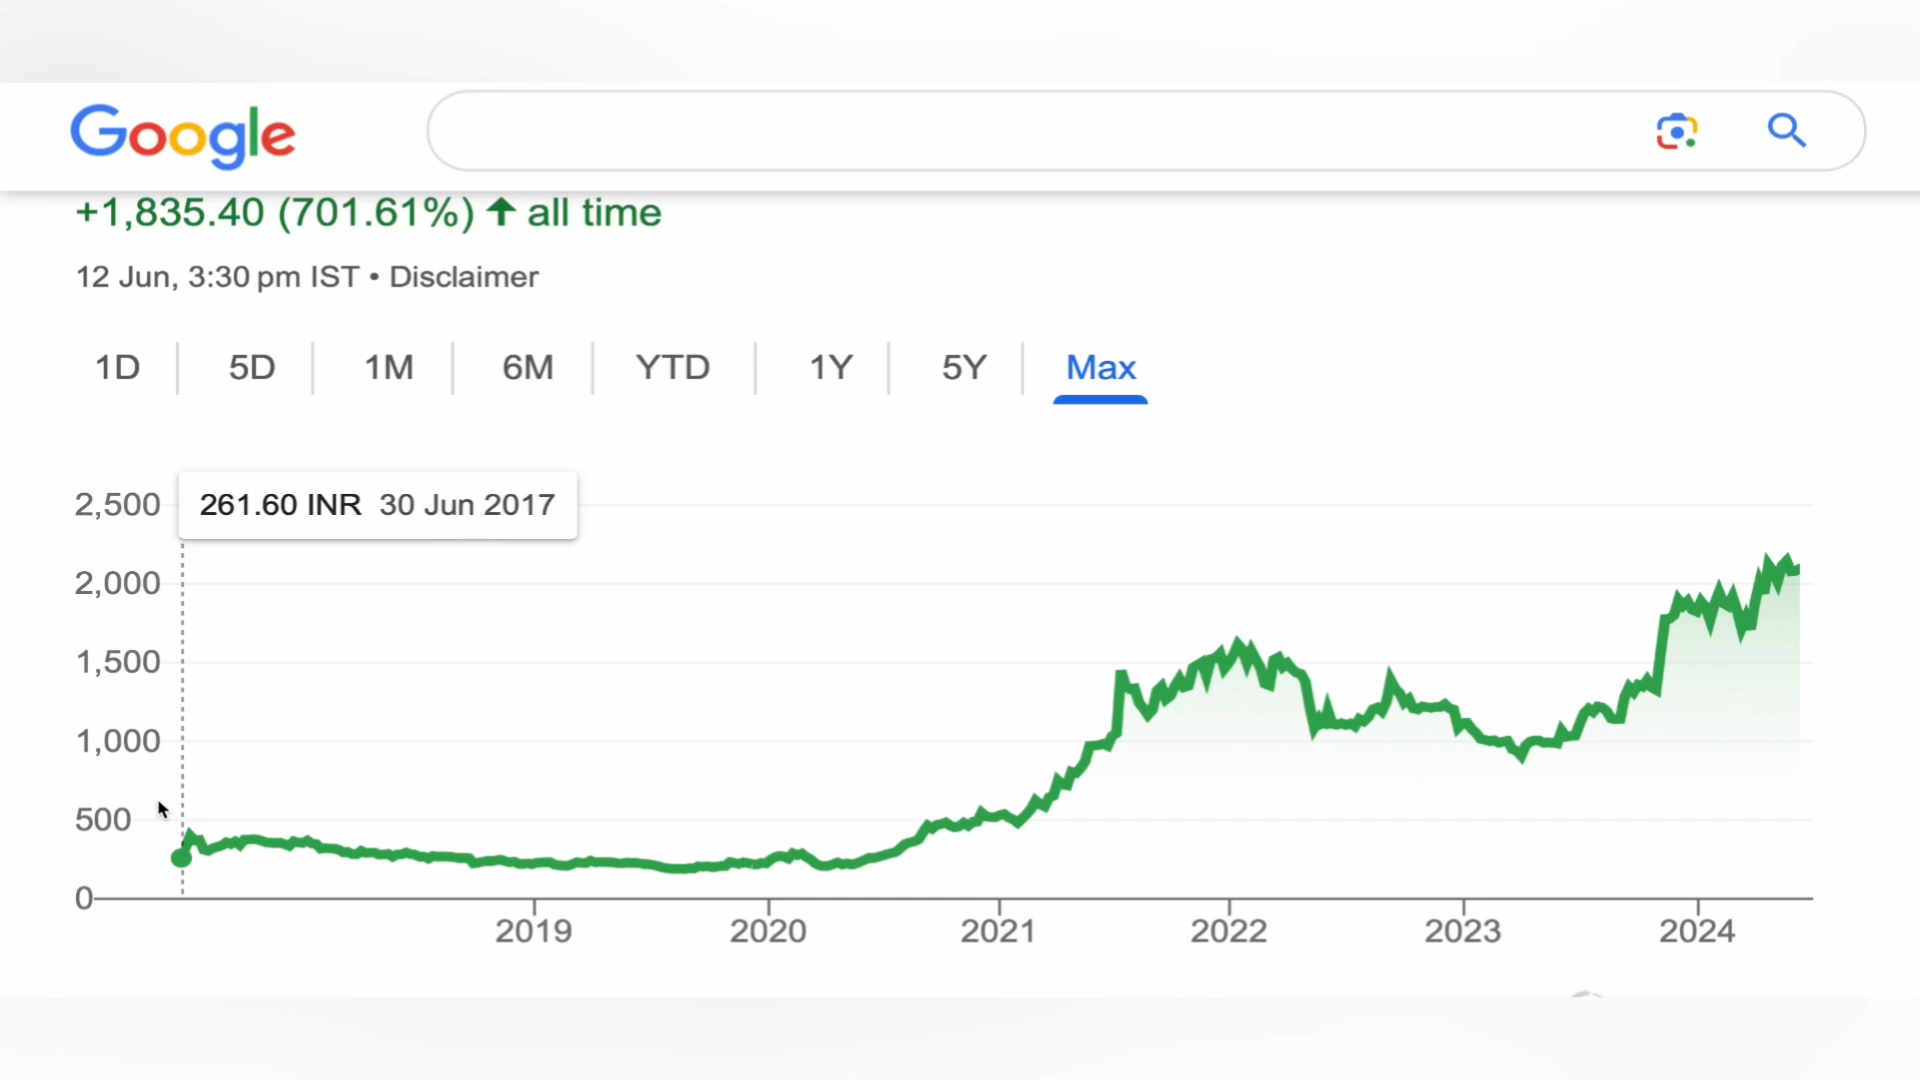 Google
+1,835.40 (701.61%) ↑ all time
12 Jun, 3:30 pm IST • Disclaimer
1D 5D 1M 6M YTD 1Y 5Y Max
261.60 INR 30 Jun 2017
2,500
2,000
1,500
1,000
500
0
2019 2020 2021 2022 2023 2024